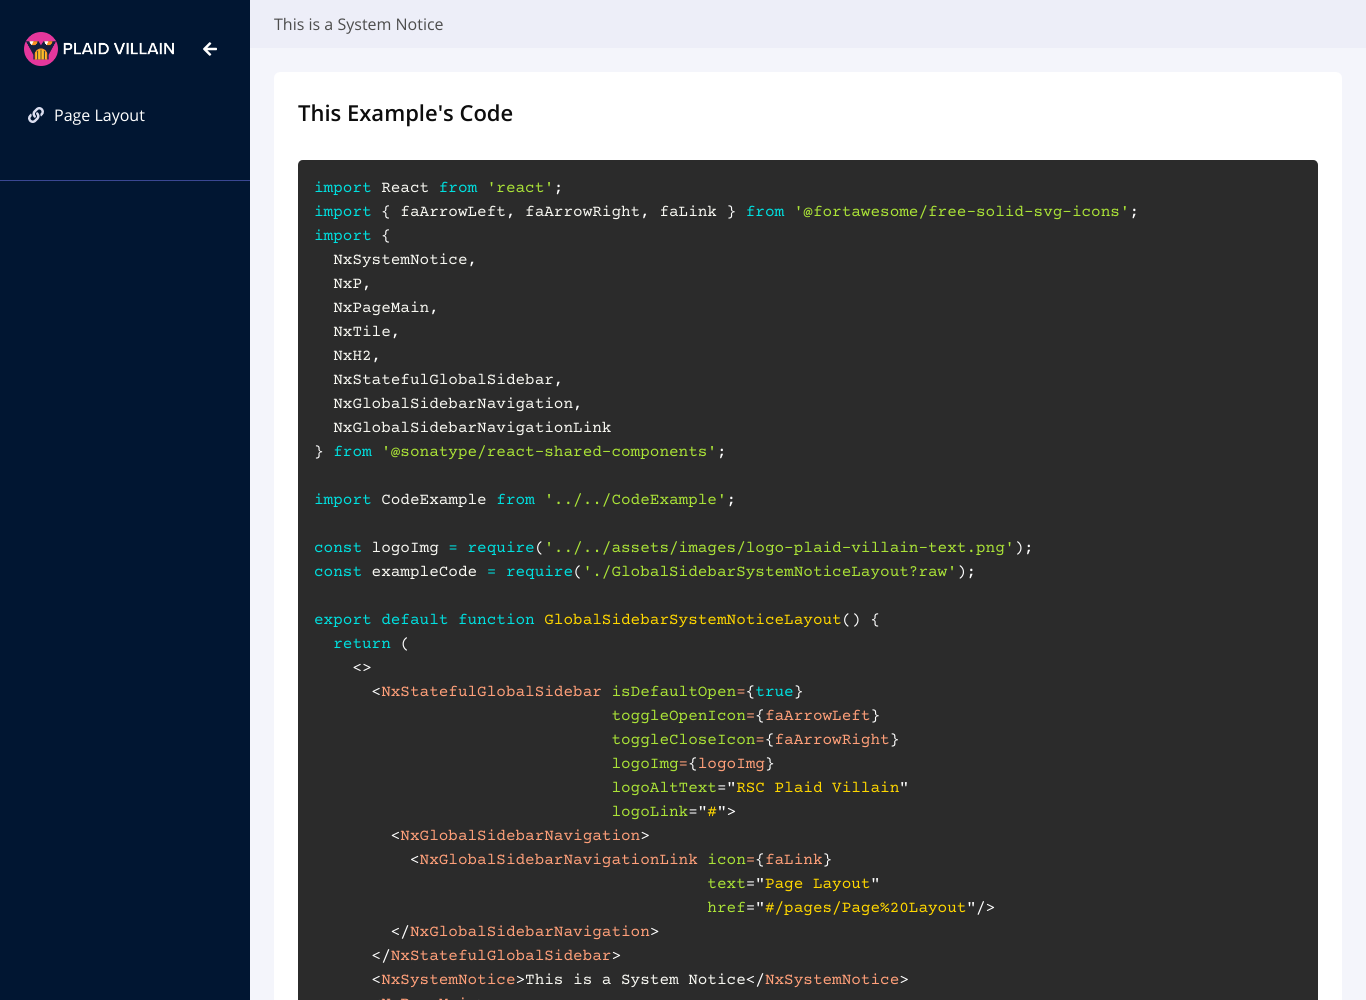 This is a System Notice
PLAID VILLAIN
Page Layout
This Example's Code
import React from 'react';
import { faArrowLeft, faArrowRight, faLink } from '@fortawesome/free-solid-svg-icons';
import {
  NxSystemNotice,
  NxP,
  NxPageMain,
  NxTile,
  NxH2,
  NxStatefulGlobalSidebar,
  NxGlobalSidebarNavigation,
  NxGlobalSidebarNavigationLink
} from '@sonatype/react-shared-components';
import CodeExample from '../../CodeExample';
const logoImg = require('../../assets/images/logo-plaid-villain-text.png');
const exampleCode = require('./GlobalSidebarSystemNoticeLayout?raw');
export default function GlobalSidebarSystemNoticeLayout() {
  return (
    <>
      <NxStatefulGlobalSidebar isDefaultOpen={true}
                               toggleOpenIcon={faArrowLeft}
                               toggleCloseIcon={faArrowRight}
                               logoImg={logoImg}
                               logoAltText="RSC Plaid Villain"
                               logoLink="#">
        <NxGlobalSidebarNavigation>
          <NxGlobalSidebarNavigationLink icon={faLink}
                                         text="Page Layout"
                                         href="#/pages/Page%20Layout"/>
        </NxGlobalSidebarNavigation>
      </NxStatefulGlobalSidebar>
      <NxSystemNotice>This is a System Notice</NxSystemNotice>